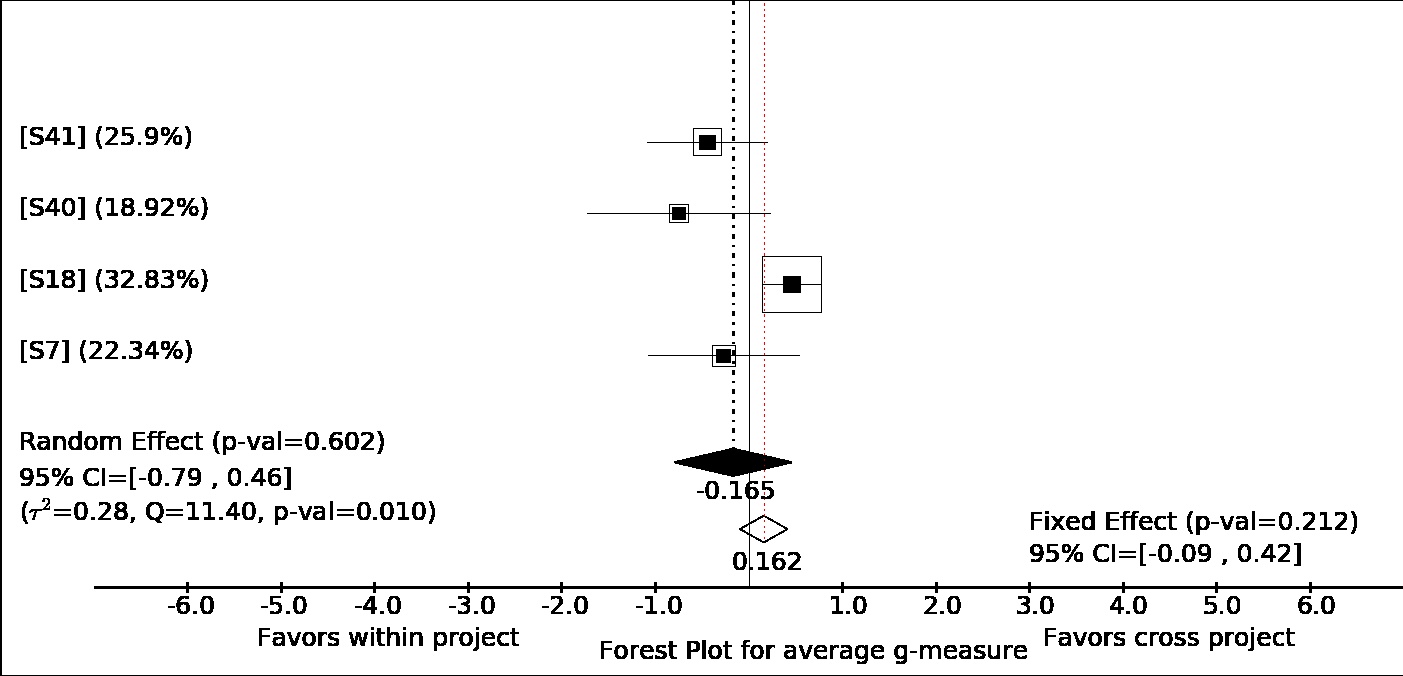 [S41] (25.9%)
[S40] (18.92%)
[S18] (32.83%)
[S7] (22.34%)
Random Effect (p-val=0.602)
95% CI=[-0.79 , 0.46]
(τ²=0.28, Q=11.40, p-val=0.010)
-0.165
0.162
Fixed Effect (p-val=0.212)
95% CI=[-0.09 , 0.42]
-6.0 -5.0 -4.0 -3.0 -2.0 -1.0 1.0 2.0 3.0 4.0 5.0 6.0
Favors within project
Forest Plot for average g-measure
Favors cross project